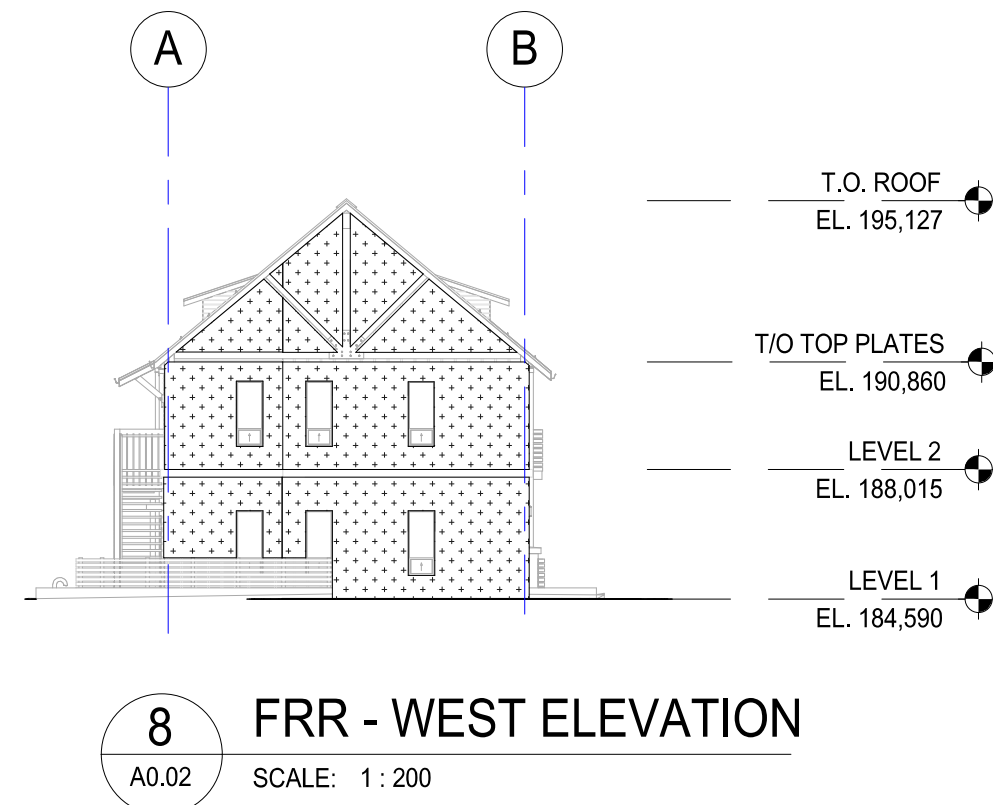 A
B
T.O. ROOF
EL. 195,127
T/O TOP PLATES
EL. 190,860
LEVEL 2
EL. 188,015
LEVEL 1
EL. 184,590
8
A0.02
FRR - WEST ELEVATION
SCALE: 1 : 200